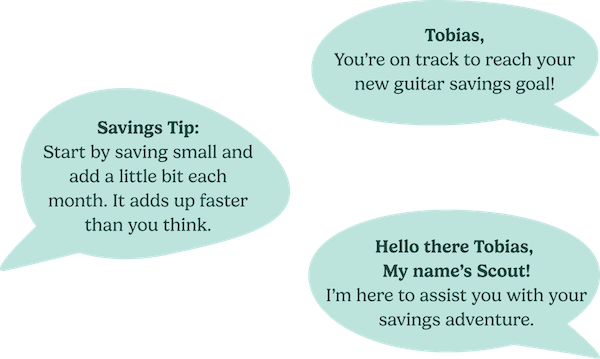 Tobias,
You’re on track to reach your
new guitar savings goal!
Savings Tip:
Start by saving small and
add a little bit each
month. It adds up faster
than you think.
Hello there Tobias,
My name’s Scout!
I’m here to assist you with your
savings adventure.